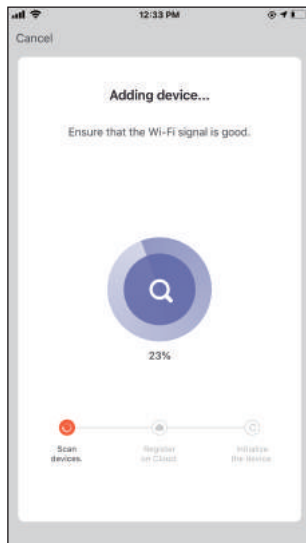 12:33 PM
Cancel
Adding device...
Ensure that the Wi-Fi signal is good.
23%
Scan
devices.
Register
on Cloud.
Initialize
the device.